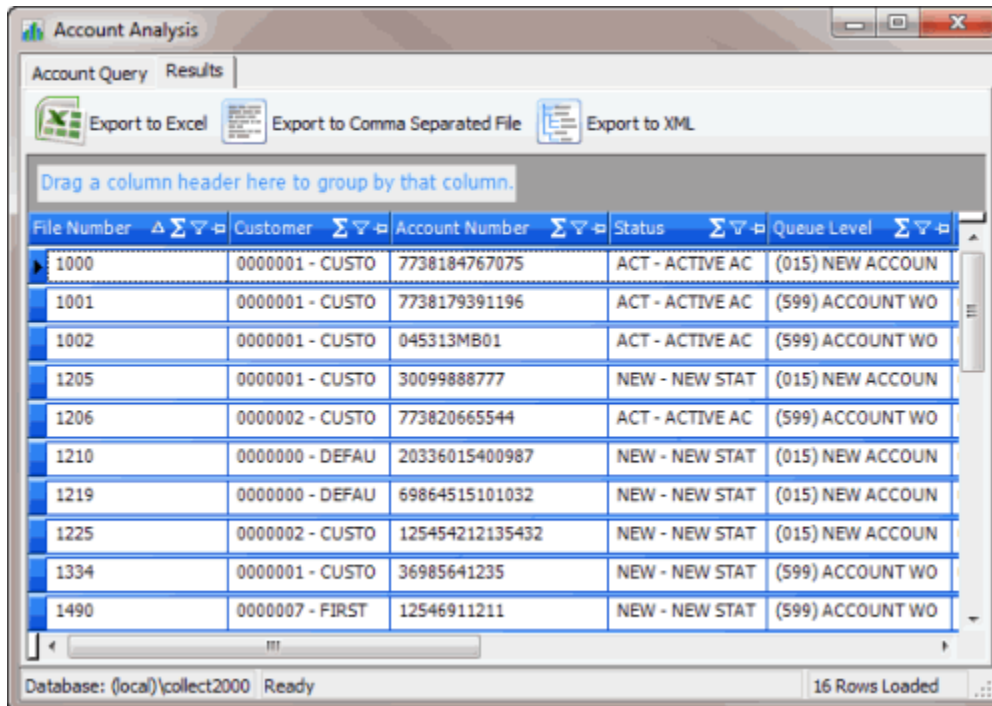 Account Analysis
Account Query Results
Export to Excel Export to Comma Separated File Export to XML
Drag a column header here to group by that column.
File Number Customer Account Number Status Queue Level
1000 0000001 - CUSTO 7738184767075 ACT - ACTIVE AC (015) NEW ACCOUN
1001 0000001 - CUSTO 7738179391196 ACT - ACTIVE AC (599) ACCOUNT WO
1002 0000001 - CUSTO 045313MB01 ACT - ACTIVE AC (599) ACCOUNT WO
1205 0000001 - CUSTO 30099888777 NEW - NEW STAT (015) NEW ACCOUN
1206 0000002 - CUSTO 773820665544 ACT - ACTIVE AC (599) ACCOUNT WO
1210 0000000 - DEFAU 20336015400987 NEW - NEW STAT (015) NEW ACCOUN
1219 0000000 - DEFAU 69864515101032 NEW - NEW STAT (015) NEW ACCOUN
1225 0000002 - CUSTO 125454212135432 NEW - NEW STAT (015) NEW ACCOUN
1334 0000001 - CUSTO 36985641235 NEW - NEW STAT (599) ACCOUNT WO
1490 0000007 - FIRST 12546911211 NEW - NEW STAT (599) ACCOUNT WO
Database: (local)\collect2000 Ready 16 Rows Loaded